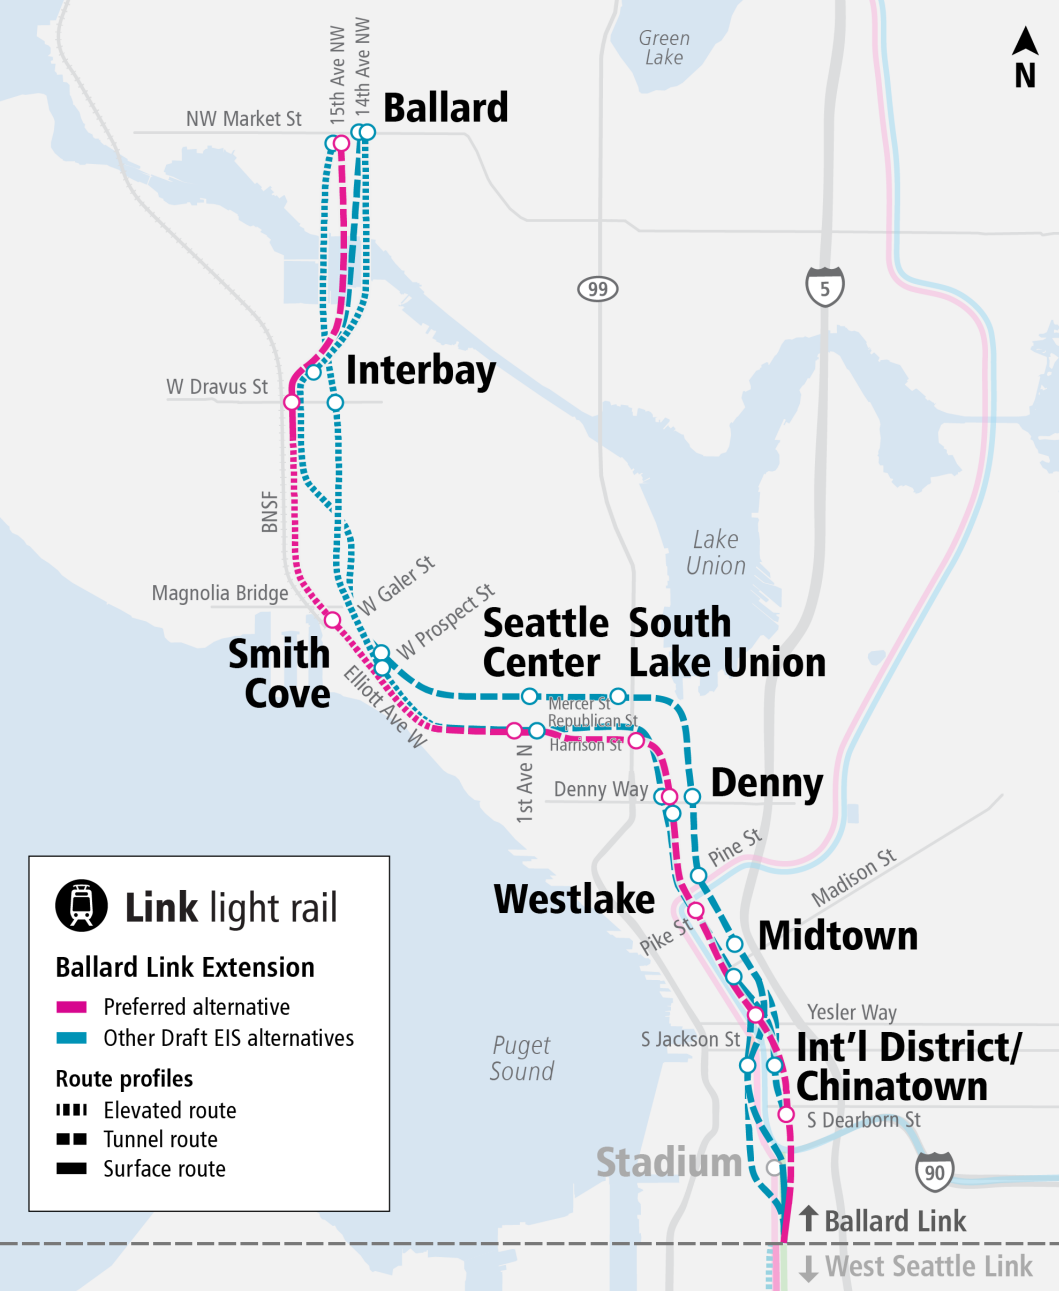 15th Ave NW
14th Ave NW
Green
Lake
N
Ballard
NW Market St
99
5
Interbay
W Dravus St
BNSF
Lake
Union
Magnolia Bridge
W Galer St
W Prospect St
Seattle
Center
South
Lake Union
Smith
Cove
Elliott Ave W
Mercer St
Republican St
Harrison St
1st Ave N
Denny Way
Denny
Pine St
Madison St
Westlake
Pike St
Midtown
Yesler Way
S Jackson St
Int'l District/
Chinatown
S Dearborn St
Puget
Sound
Stadium
90
Ballard Link
West Seattle Link
Link light rail
Ballard Link Extension
Preferred alternative
Other Draft EIS alternatives
Route profiles
Elevated route
Tunnel route
Surface route